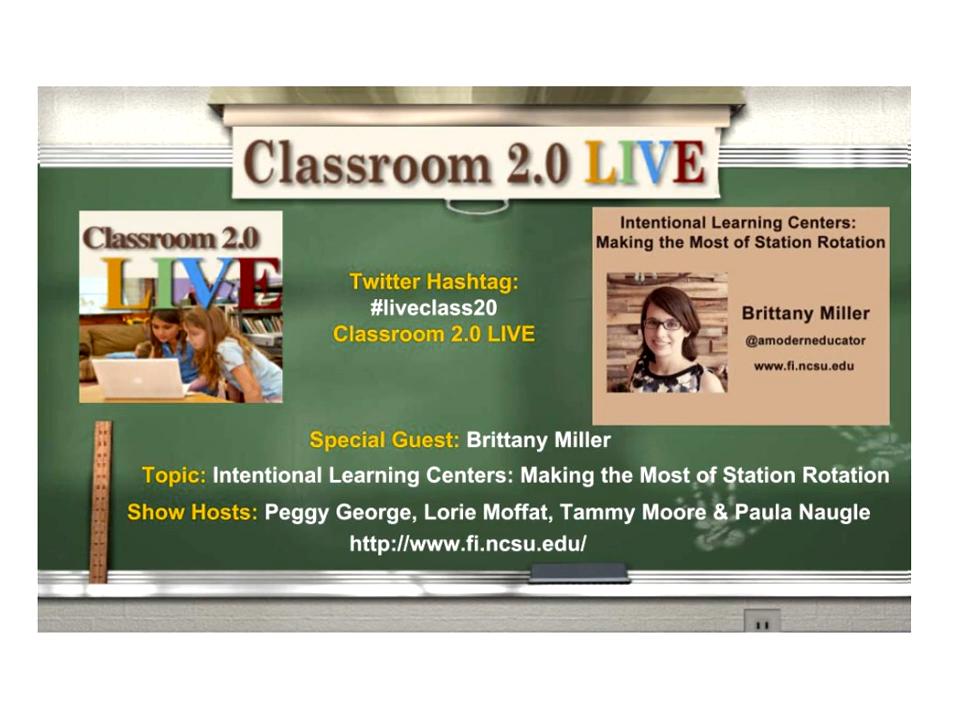 Classroom 2.0 LIVE
Classroom 2.0
LIVE
Twitter Hashtag:
#liveclass20
Classroom 2.0 LIVE
Intentional Learning Centers:
Making the Most of Station Rotation
Brittany Miller
@amoderneducator
www.fi.ncsu.edu
Special Guest: Brittany Miller
Topic: Intentional Learning Centers: Making the Most of Station Rotation
Show Hosts: Peggy George, Lorie Moffat, Tammy Moore & Paula Naugle
http://www.fi.ncsu.edu/